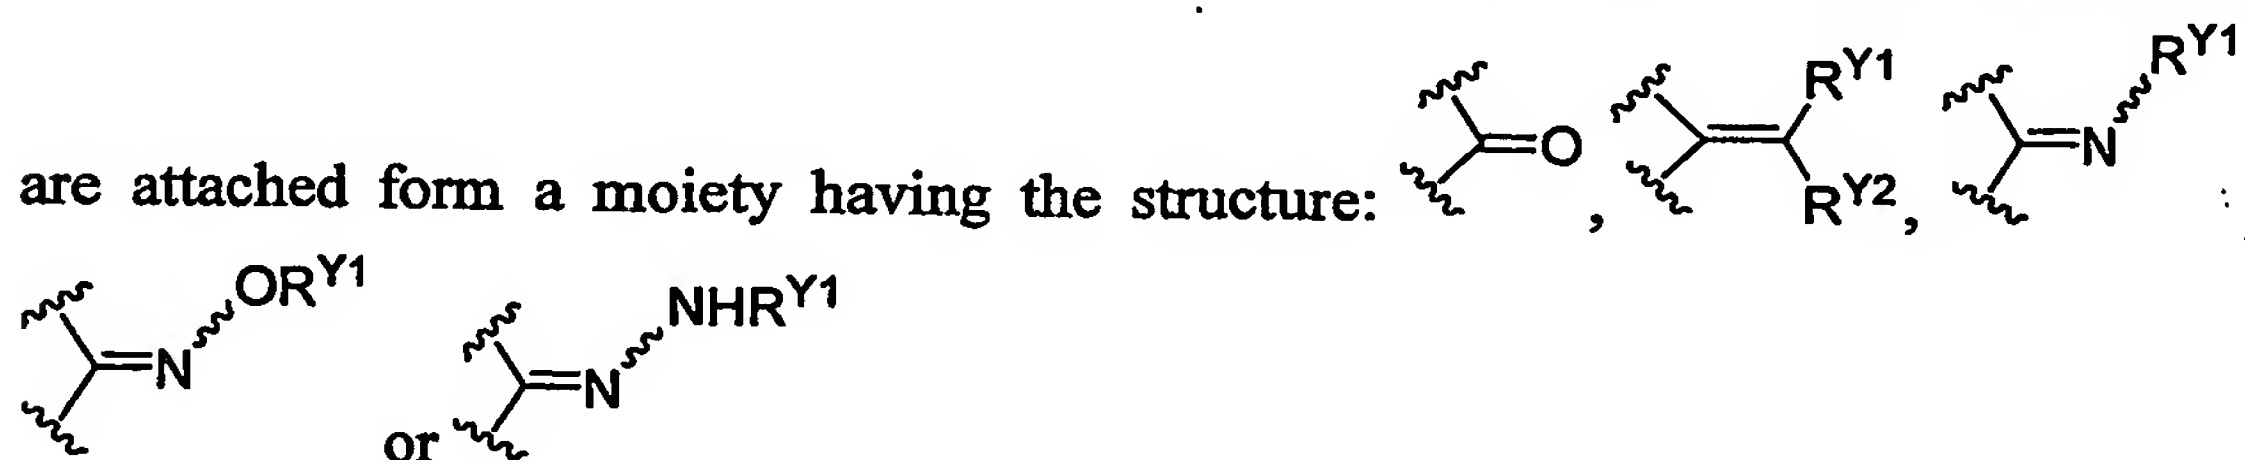 are attached form a moiety having the structure: =O , R^Y1 R^Y2 , =N R^Y1
=N OR^Y1 or =N NHR^Y1